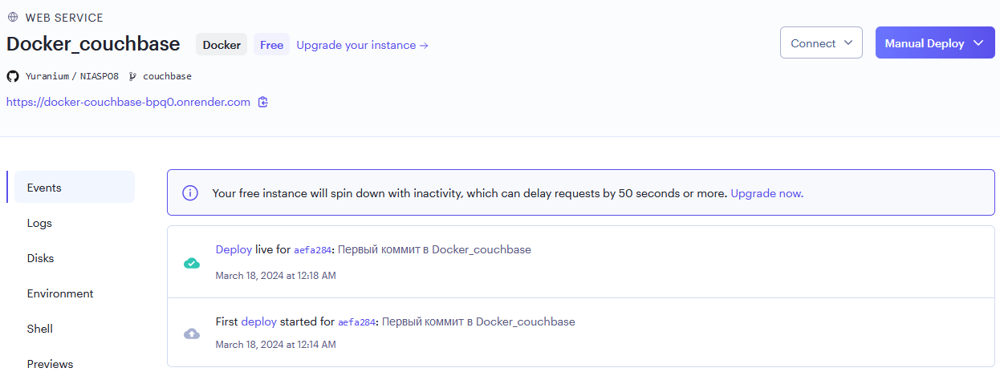 WEB SERVICE
Docker_couchbase Docker Free Upgrade your instance → Connect Manual Deploy
Yuranium / NIASPO8 couchbase
https://docker-couchbase-bpq0.onrender.com
Events
Your free instance will spin down with inactivity, which can delay requests by 50 seconds or more. Upgrade now.
Logs
Deploy live for aefa284: Первый коммит в Docker_couchbase
Disks
March 18, 2024 at 12:18 AM
Environment
First deploy started for aefa284: Первый коммит в Docker_couchbase
Shell
March 18, 2024 at 12:14 AM
Previews